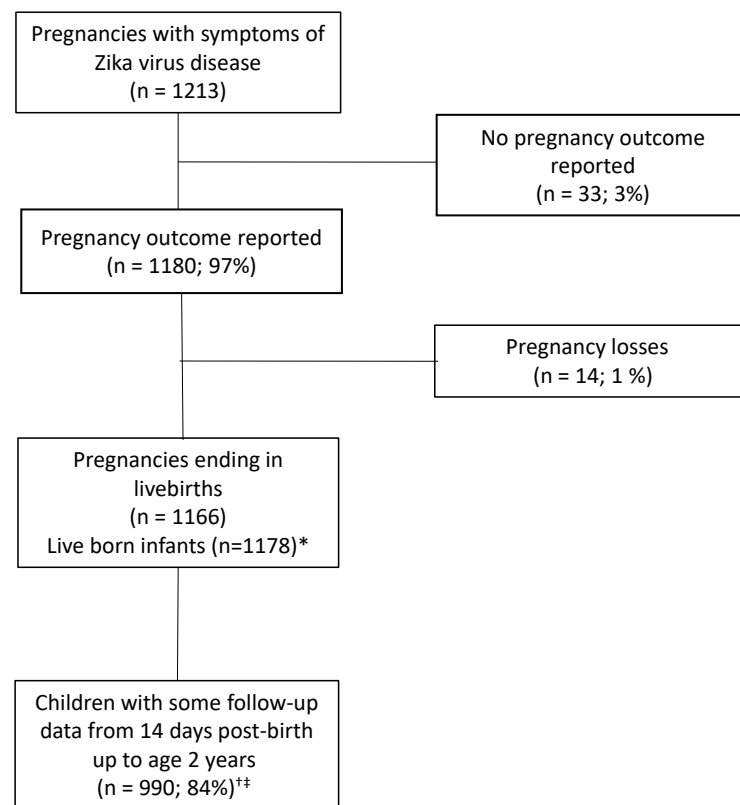 Pregnancies with symptoms of
Zika virus disease
(n = 1213)
No pregnancy outcome
reported
(n = 33; 3%)
Pregnancy outcome reported
(n = 1180; 97%)
Pregnancy losses
(n = 14; 1 %)
Pregnancies ending in
livebirths
(n = 1166)
Live born infants (n=1178)*
Children with some follow-up
data from 14 days post-birth
up to age 2 years
(n = 990; 84%)†‡